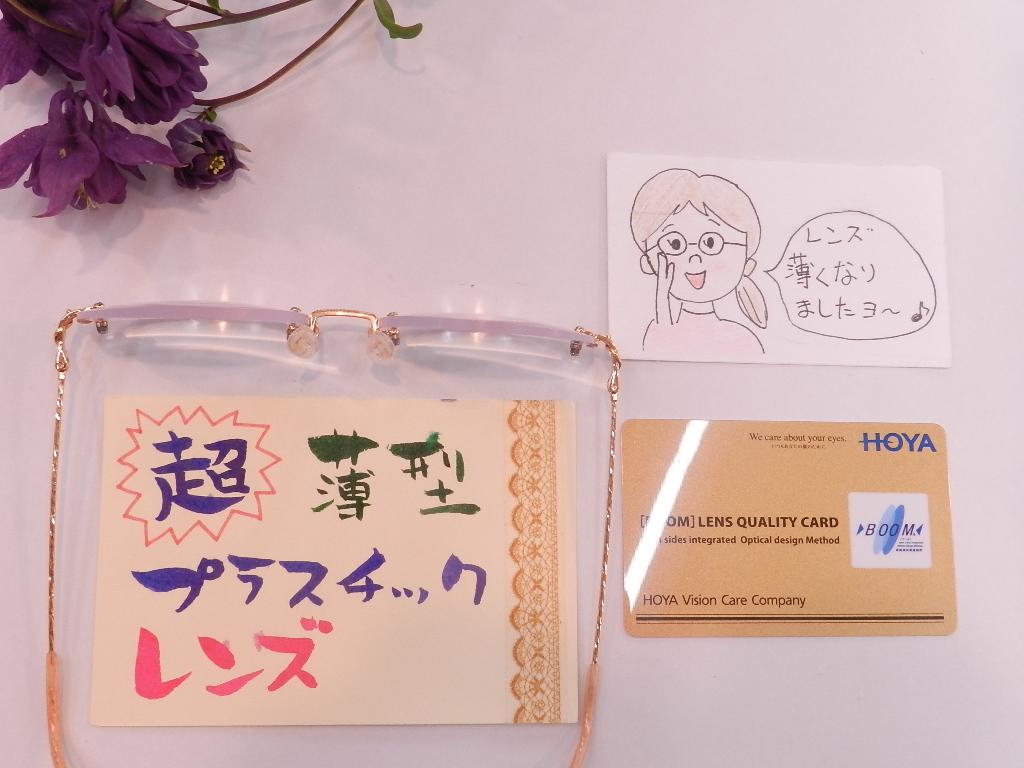 レンズ
薄くなり
ましたヨ〜♪
超 薄型
プラスチック
レンズ
We care about your eyes.
HOYA
LENS QUALITY CARD
sides integrated Optical design Method
BOOM
HOYA Vision Care Company